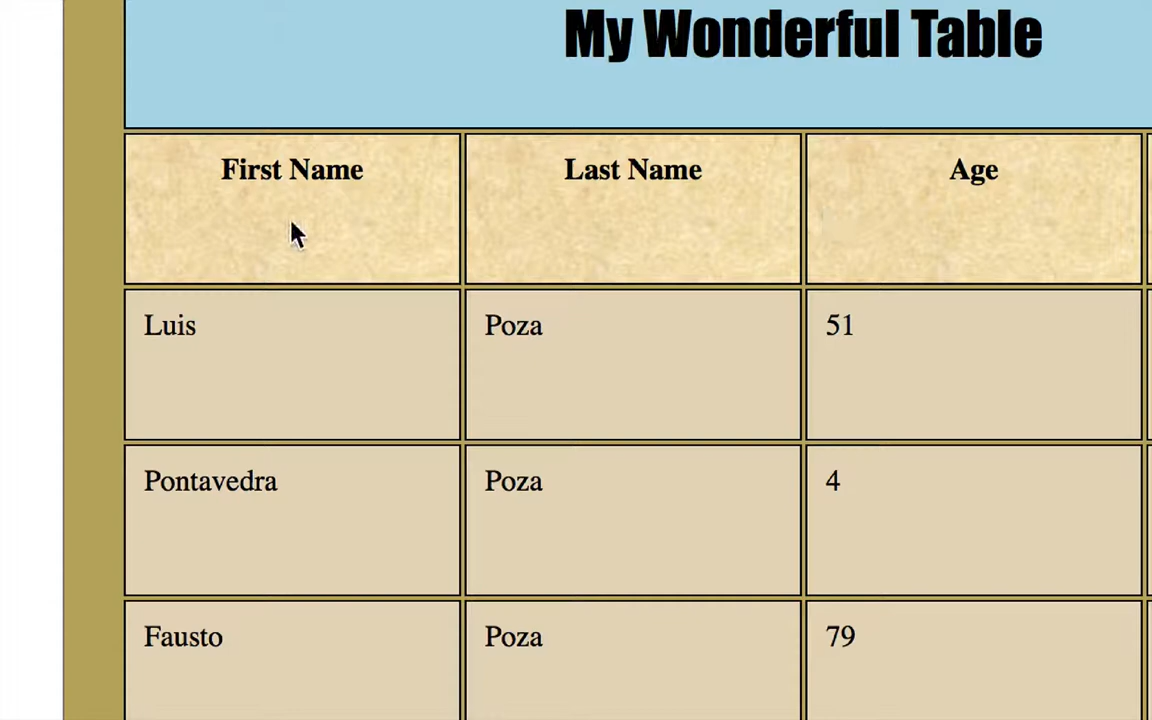 My Wonderful Table
First Name Last Name Age
Luis Poza 51
Pontavedra Poza 4
Fausto Poza 79